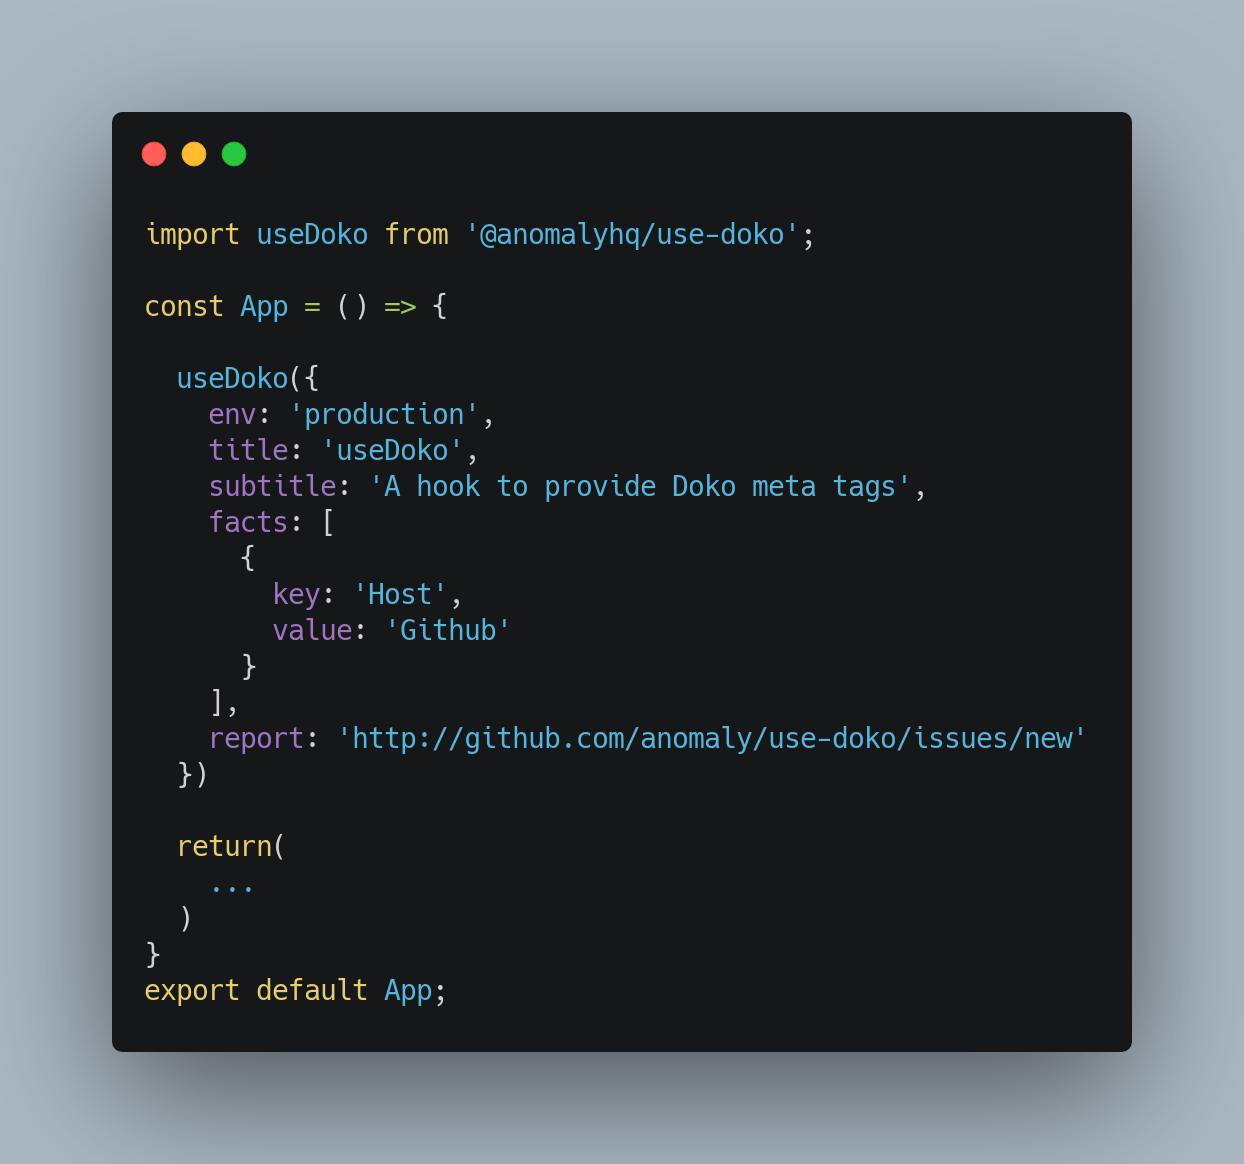 import useDoko from '@anomalyhq/use-doko';
const App = () => {
useDoko({
env: 'production',
title: 'useDoko',
subtitle: 'A hook to provide Doko meta tags',
facts: [
{
key: 'Host',
value: 'Github'
}
],
report: 'http://github.com/anomaly/use-doko/issues/new'
})
return(
...
)
}
export default App;